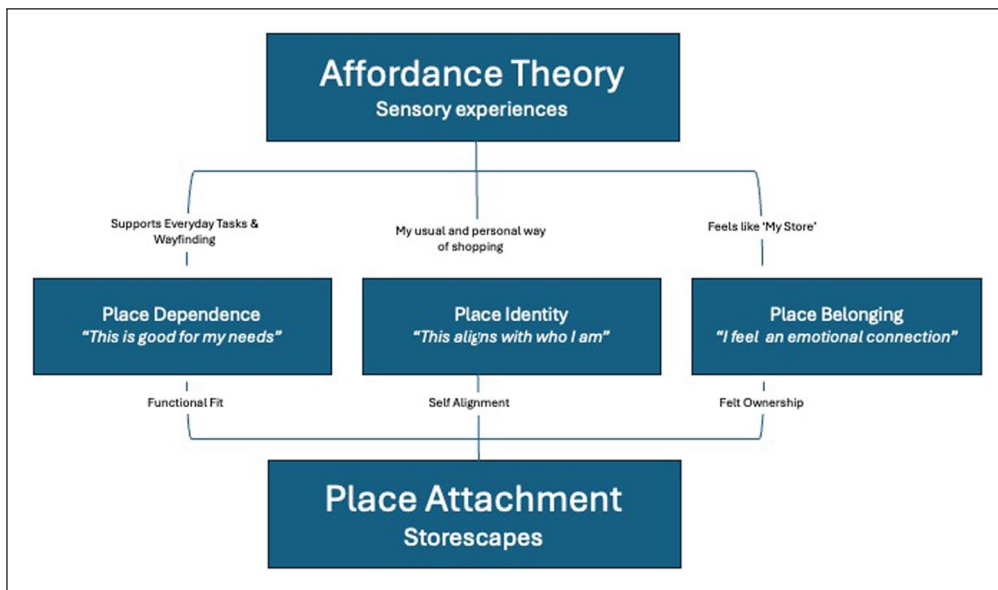 Affordance Theory
Sensory experiences
Supports Everyday Tasks &
Wayfinding
My usual and personal way
of shopping
Feels like ‘My Store’
Place Dependence
“This is good for my needs”
Place Identity
“This aligns with who I am”
Place Belonging
“I feel an emotional connection”
Functional Fit
Self Alignment
Felt Ownership
Place Attachment
Storescapes